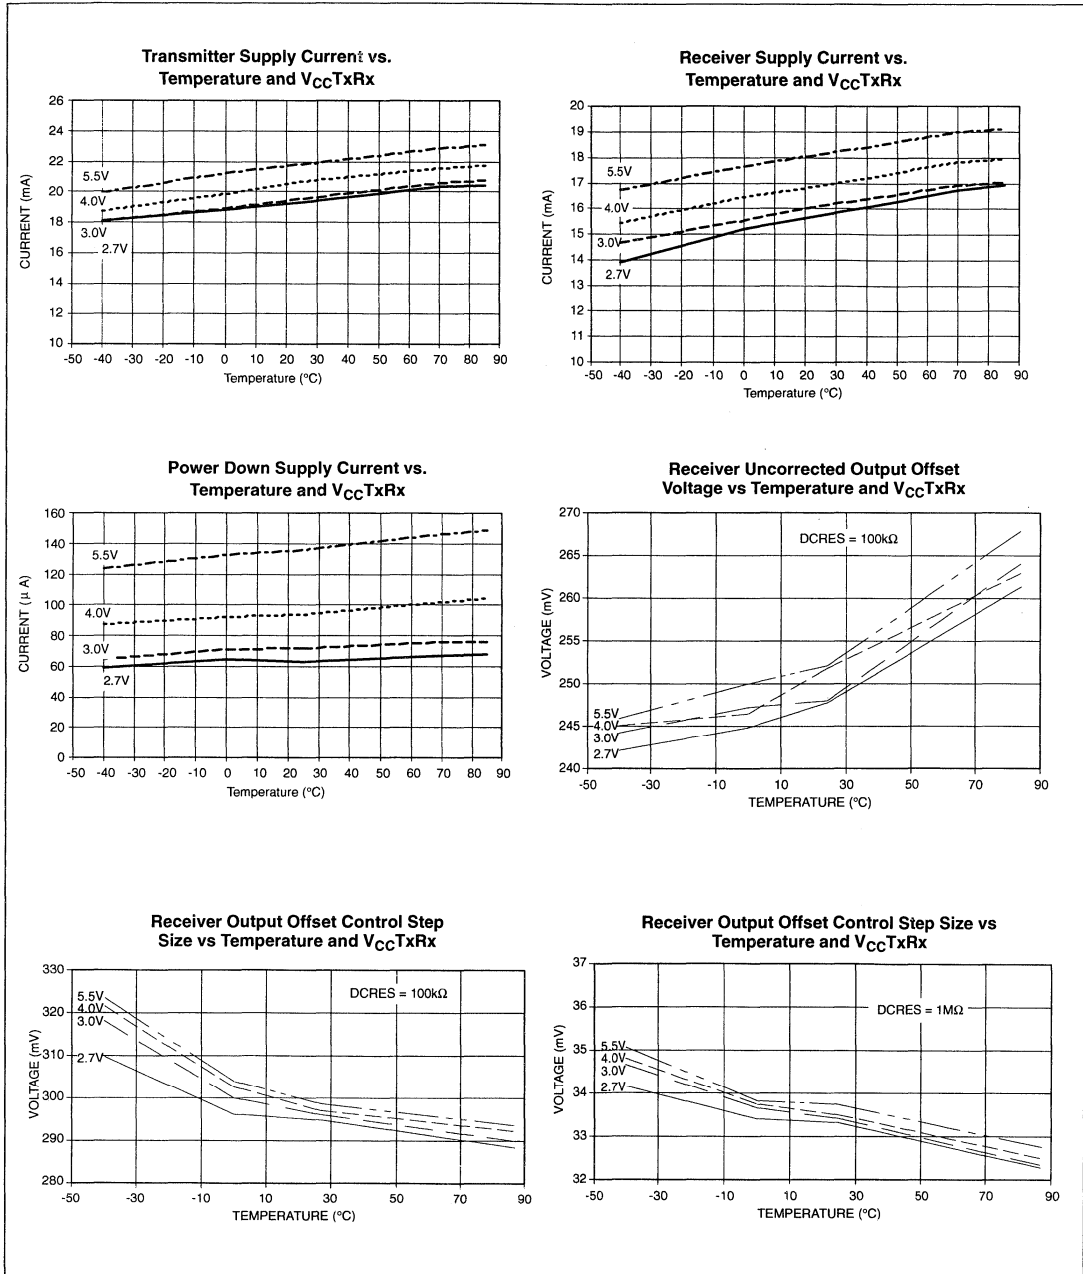 Transmitter Supply Current vs.
Temperature and VCCTxRx
26
24
22
20
18
16
14
12
10
CURRENT (mA)
5.5V
4.0V
3.0V
2.7V
-50 -40 -30 -20 -10 0 10 20 30 40 50 60 70 80 90
Temperature (°C)
Receiver Supply Current vs.
Temperature and VCCTxRx
20
19
18
17
16
15
14
13
12
11
10
CURRENT (mA)
5.5V
4.0V
3.0V
2.7V
-50 -40 -30 -20 -10 0 10 20 30 40 50 60 70 80 90
Temperature (°C)
Power Down Supply Current vs.
Temperature and VCCTxRx
160
140
120
100
80
60
40
20
0
CURRENT (µ A)
5.5V
4.0V
3.0V
2.7V
-50 -40 -30 -20 -10 0 10 20 30 40 50 60 70 80 90
Temperature (°C)
Receiver Uncorrected Output Offset
Voltage vs Temperature and VCCTxRx
270
265
260
255
250
245
240
VOLTAGE (mV)
DCRES = 100kΩ
5.5V
4.0V
3.0V
2.7V
-50 -30 -10 10 30 50 70 90
TEMPERATURE (°C)
Receiver Output Offset Control Step
Size vs Temperature and VCCTxRx
330
320
310
300
290
280
VOLTAGE (mV)
DCRES = 100kΩ
5.5V
4.0V
3.0V
2.7V
-50 -30 -10 10 30 50 70 90
TEMPERATURE (°C)
Receiver Output Offset Control Step Size vs
Temperature and VCCTxRx
37
36
35
34
33
32
VOLTAGE (mV)
DCRES = 1MΩ
5.5V
4.0V
3.0V
2.7V
-50 -30 -10 10 30 50 70 90
TEMPERATURE (°C)